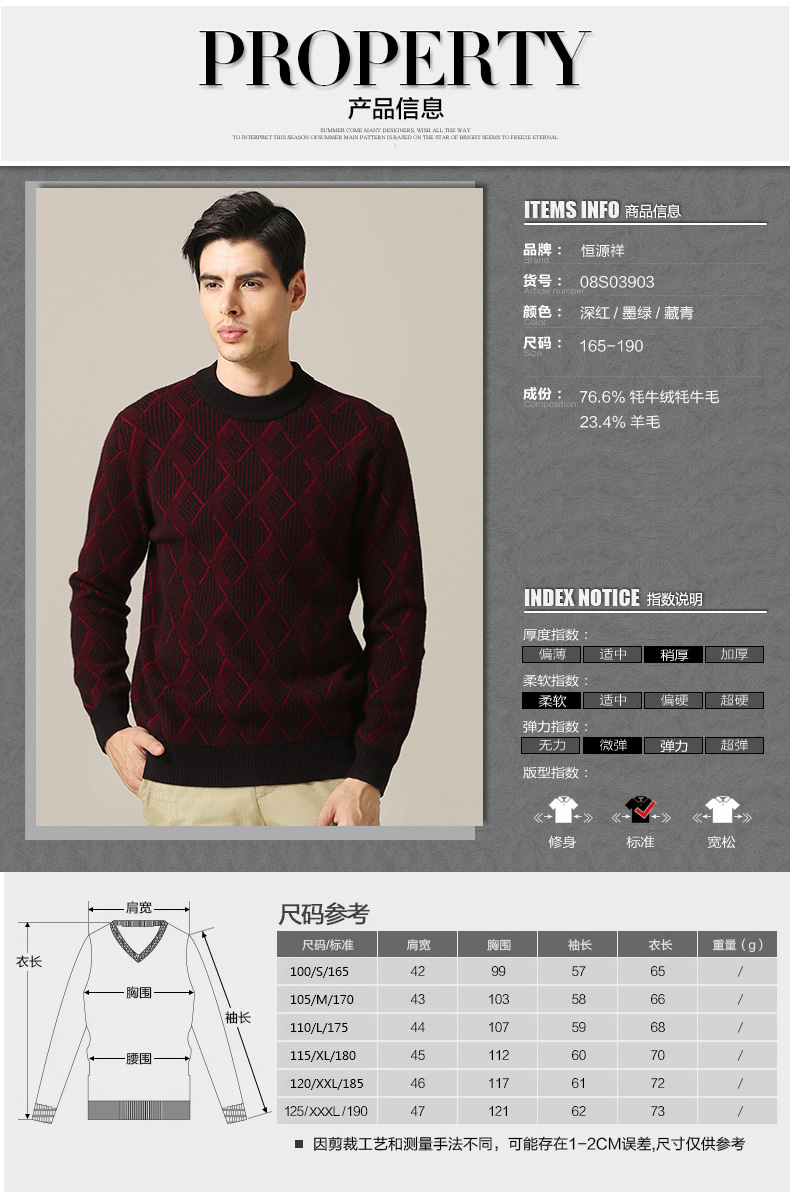 PROPERTY
产品信息
SUMMER COME MANY DESIGNERS, WISH ALL THE WAY
TO INTERPRET THIS SEASON OFSUMMER MAIN PATTERN IS BASED ON THE STAR OF BRIGHT SEEMS TO FREEZE ETERNAL
ITEMS INFO 商品信息
品牌： 恒源祥
Brand
货号： 08S03903
Article number
颜色： 深红 / 墨绿 / 藏青
Color
尺码： 165-190
Size
成份： 76.6% 牦牛绒牦牛毛
Composition
23.4% 羊毛
INDEX NOTICE 指数说明
厚度指数：
偏薄 适中 稍厚 加厚
柔软指数：
柔软 适中 偏硬 超硬
弹力指数：
无力 微弹 弹力 超弹
版型指数：
修身 标准 宽松
肩宽
衣长
胸围
袖长
腰围
尺码参考
尺码/标准 肩宽 胸围 袖长 衣长 重量（g）
100/S/165 42 99 57 65 /
105/M/170 43 103 58 66 /
110/L/175 44 107 59 68 /
115/XL/180 45 112 60 70 /
120/XXL/185 46 117 61 72 /
125/XXXL/190 47 121 62 73 /
■ 因剪裁工艺和测量手法不同，可能存在1-2CM误差,尺寸仅供参考